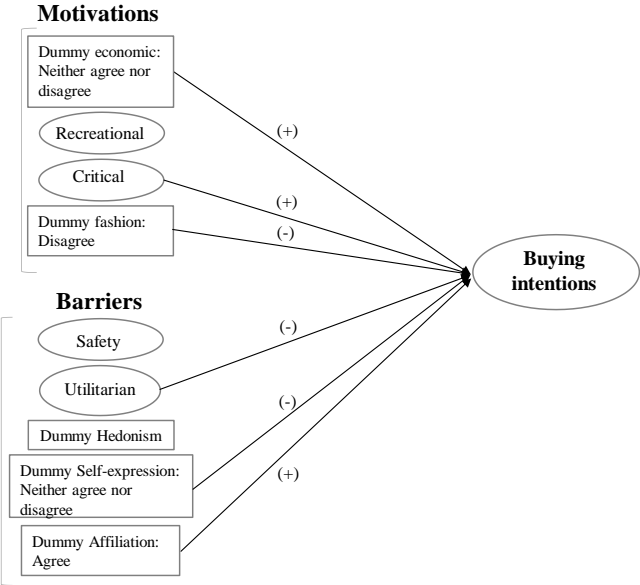 Motivations
Dummy economic:
Neither agree nor
disagree
(+)
Recreational
Critical
(+)
Dummy fashion:
Disagree
(-)
Buying
intentions
Barriers
Safety
(-)
Utilitarian
(-)
Dummy Hedonism
Dummy Self-expression:
Neither agree nor
disagree
(+)
Dummy Affiliation:
Agree